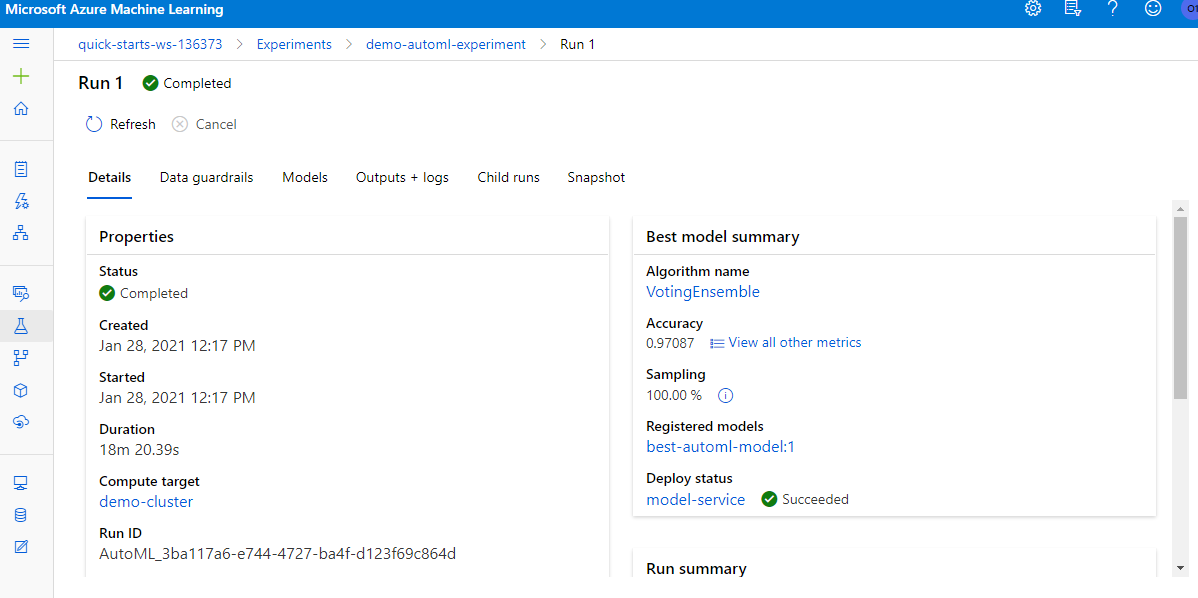 Microsoft Azure Machine Learning
quick-starts-ws-136373 > Experiments > demo-automl-experiment > Run 1
Run 1 Completed
Refresh Cancel
Details Data guardrails Models Outputs + logs Child runs Snapshot
Properties
Status
Completed
Created
Jan 28, 2021 12:17 PM
Started
Jan 28, 2021 12:17 PM
Duration
18m 20.39s
Compute target
demo-cluster
Run ID
AutoML_3ba117a6-e744-4727-ba4f-d123f69c864d
Best model summary
Algorithm name
VotingEnsemble
Accuracy
0.97087 View all other metrics
Sampling
100.00 %
Registered models
best-automl-model:1
Deploy status
model-service Succeeded
Run summary